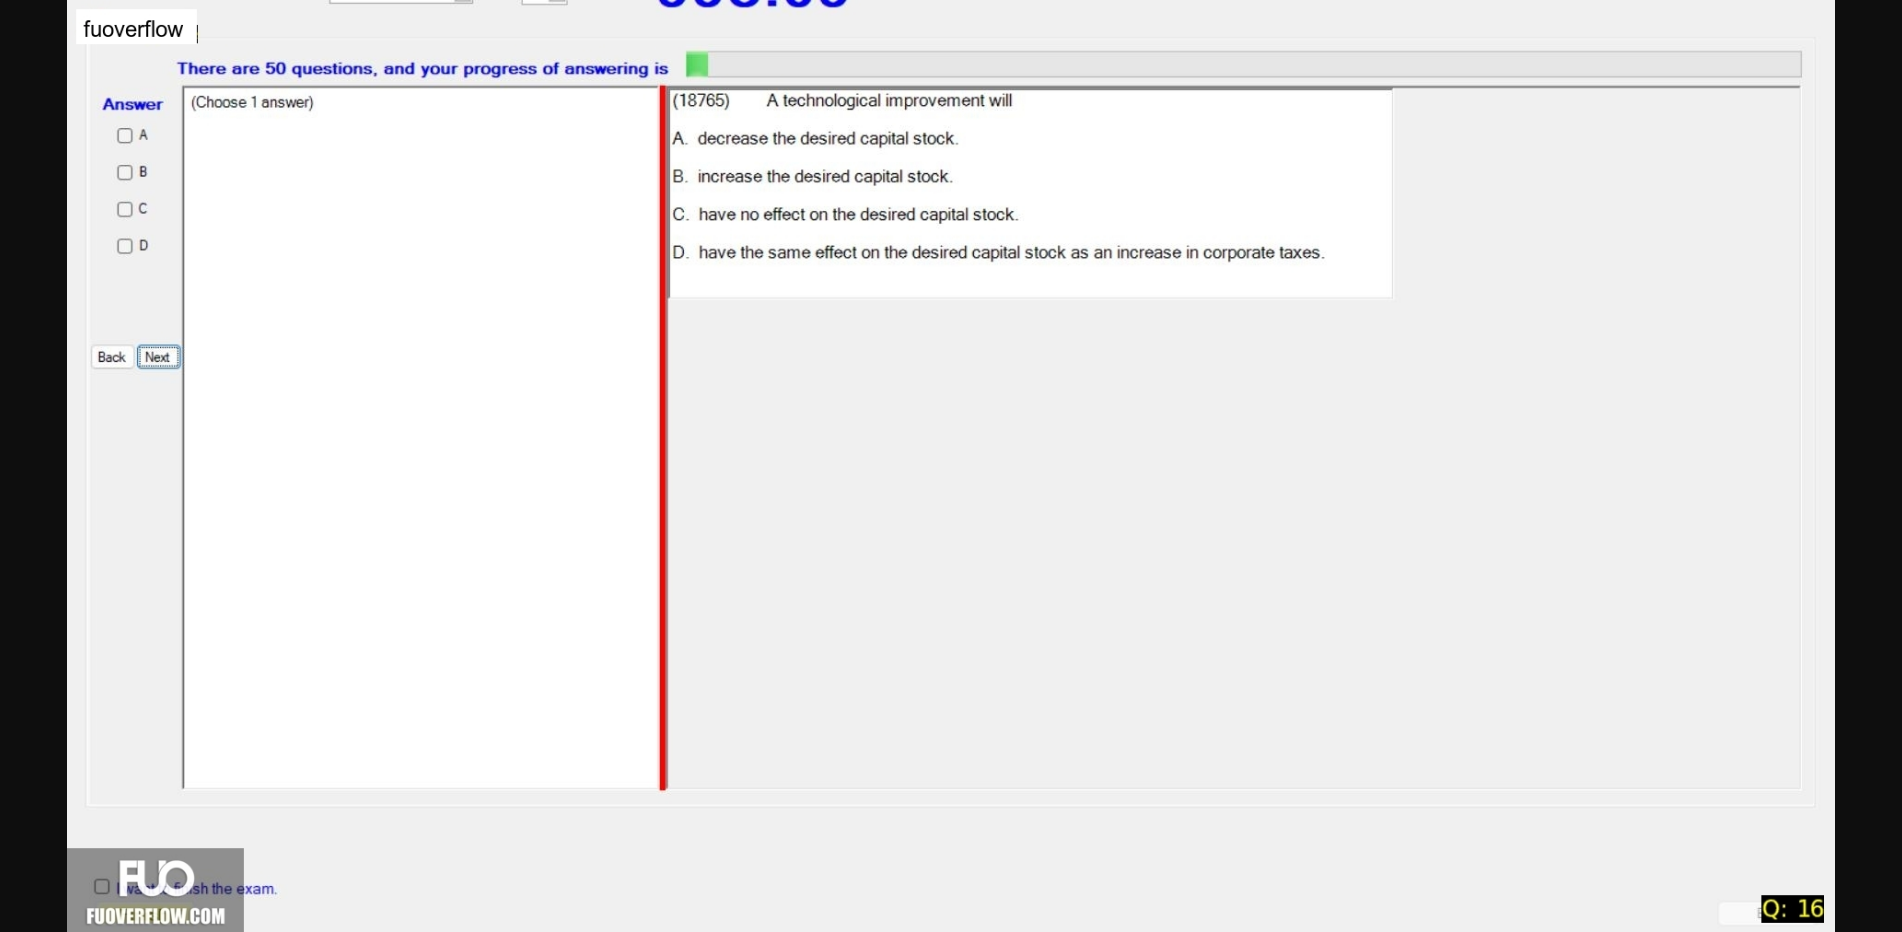 fuoverflow
There are 50 questions, and your progress of answering is
Answer
(Choose 1 answer)
A
B
C
D
Back Next
(18765) A technological improvement will
A. decrease the desired capital stock.
B. increase the desired capital stock.
C. have no effect on the desired capital stock.
D. have the same effect on the desired capital stock as an increase in corporate taxes.
FUO
I want to finish the exam.
FUOVERFLOW.COM
Q: 16